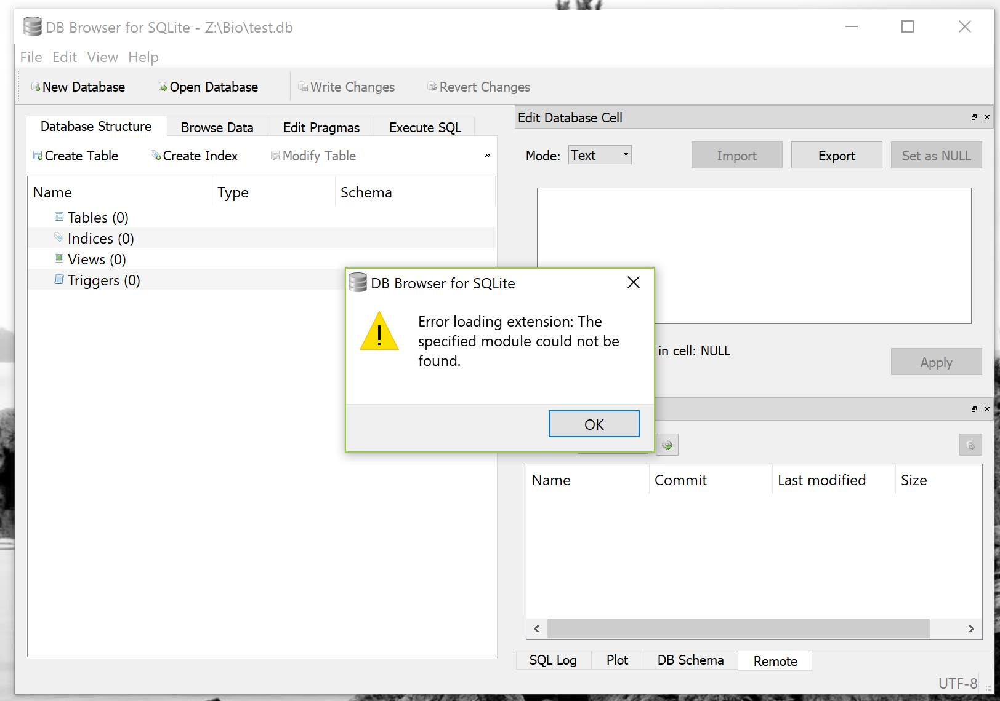 DB Browser for SQLite - Z:\Bio\test.db
File Edit View Help
New Database Open Database Write Changes Revert Changes
Database Structure Browse Data Edit Pragmas Execute SQL
Create Table Create Index Modify Table »
Name Type Schema
Tables (0)
Indices (0)
Views (0)
Triggers (0)
Edit Database Cell
Mode: Text Import Export Set as NULL
DB Browser for SQLite
Error loading extension: The
specified module could not be
found.
OK
in cell: NULL
Apply
Name Commit Last modified Size
SQL Log Plot DB Schema Remote
UTF-8